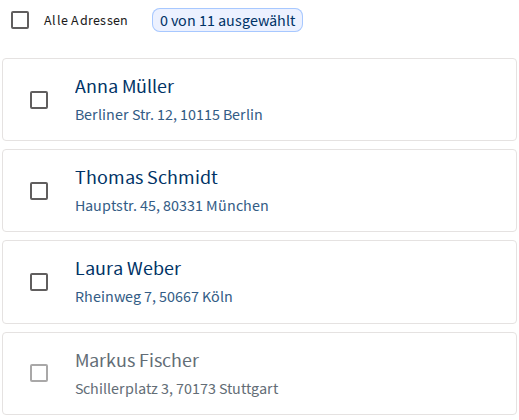 Alle Adressen 0 von 11 ausgewählt
Anna Müller
Berliner Str. 12, 10115 Berlin
Thomas Schmidt
Hauptstr. 45, 80331 München
Laura Weber
Rheinweg 7, 50667 Köln
Markus Fischer
Schillerplatz 3, 70173 Stuttgart